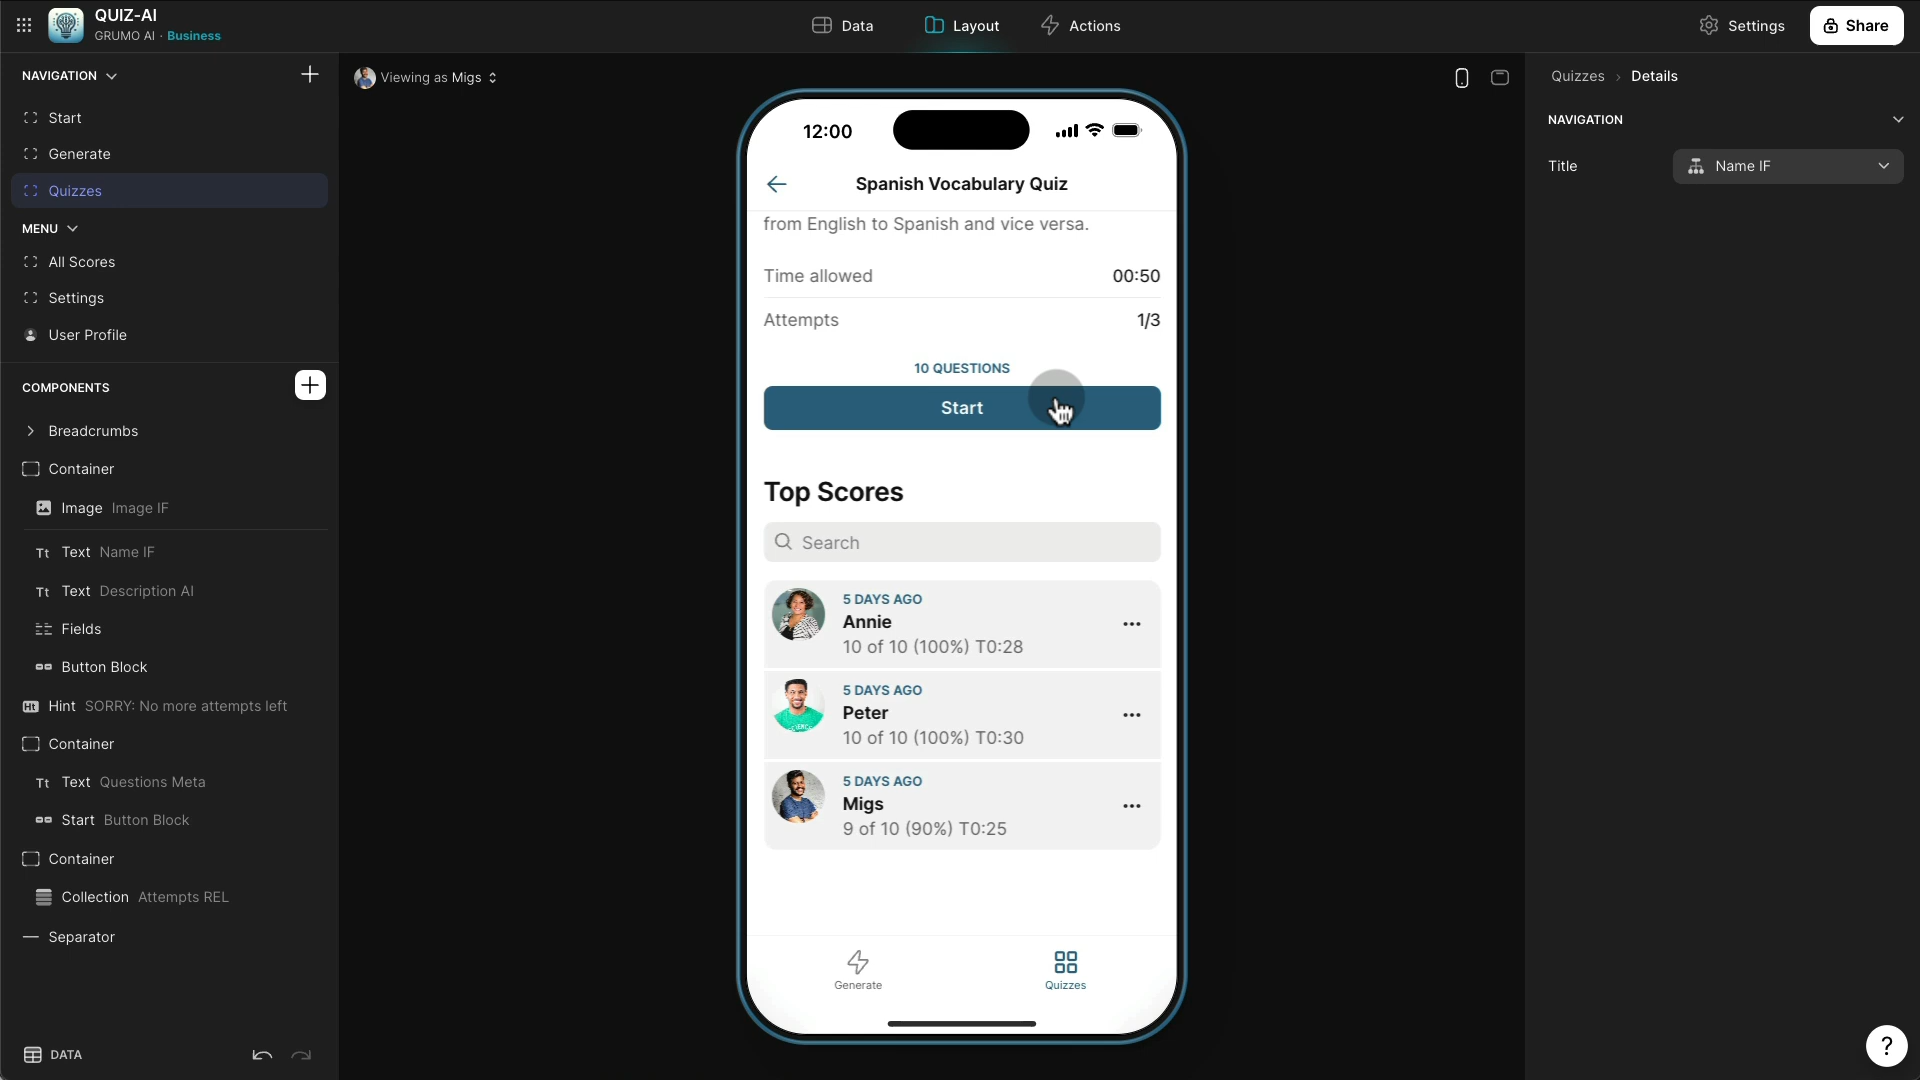 QUIZ-AI
GRUMO AI · Business
Data
Layout
Actions
Settings
Share
NAVIGATION
Start
Generate
Quizzes
MENU
All Scores
Settings
User Profile
COMPONENTS
Breadcrumbs
Container
Image Image IF
Tt Text Name IF
Tt Text Description AI
Fields
Button Block
Ht Hint SORRY: No more attempts left
Container
Tt Text Questions Meta
Start Button Block
Container
Collection Attempts REL
Separator
DATA
Viewing as Migs
12:00
Spanish Vocabulary Quiz
from English to Spanish and vice versa.
Time allowed 00:50
Attempts 1/3
10 QUESTIONS
Start
Top Scores
Search
5 DAYS AGO
Annie
10 of 10 (100%) T0:28
5 DAYS AGO
Peter
10 of 10 (100%) T0:30
5 DAYS AGO
Migs
9 of 10 (90%) T0:25
Generate
Quizzes
Quizzes › Details
NAVIGATION
Title Name IF
?